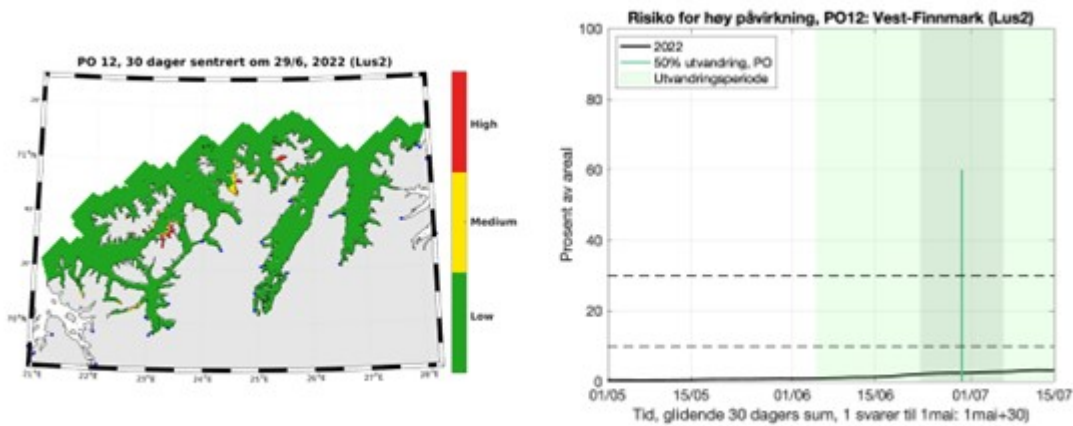 PO 12, 30 dager sentrert om 29/6, 2022 (Lus2)
71°N
70°N
21°E
22°E
23°E
24°E
25°E
26°E
27°E
28°E
High
Medium
Low
Risiko for høy påvirkning, PO12: Vest-Finnmark (Lus2)
2022
50% utvandring, PO
Utvandringsperiode
Prosent av areal
100
80
60
40
20
0
01/05
15/05
01/06
15/06
01/07
15/07
Tid, glidende 30 dagers sum, 1 svarer til 1mai: 1mai+30)